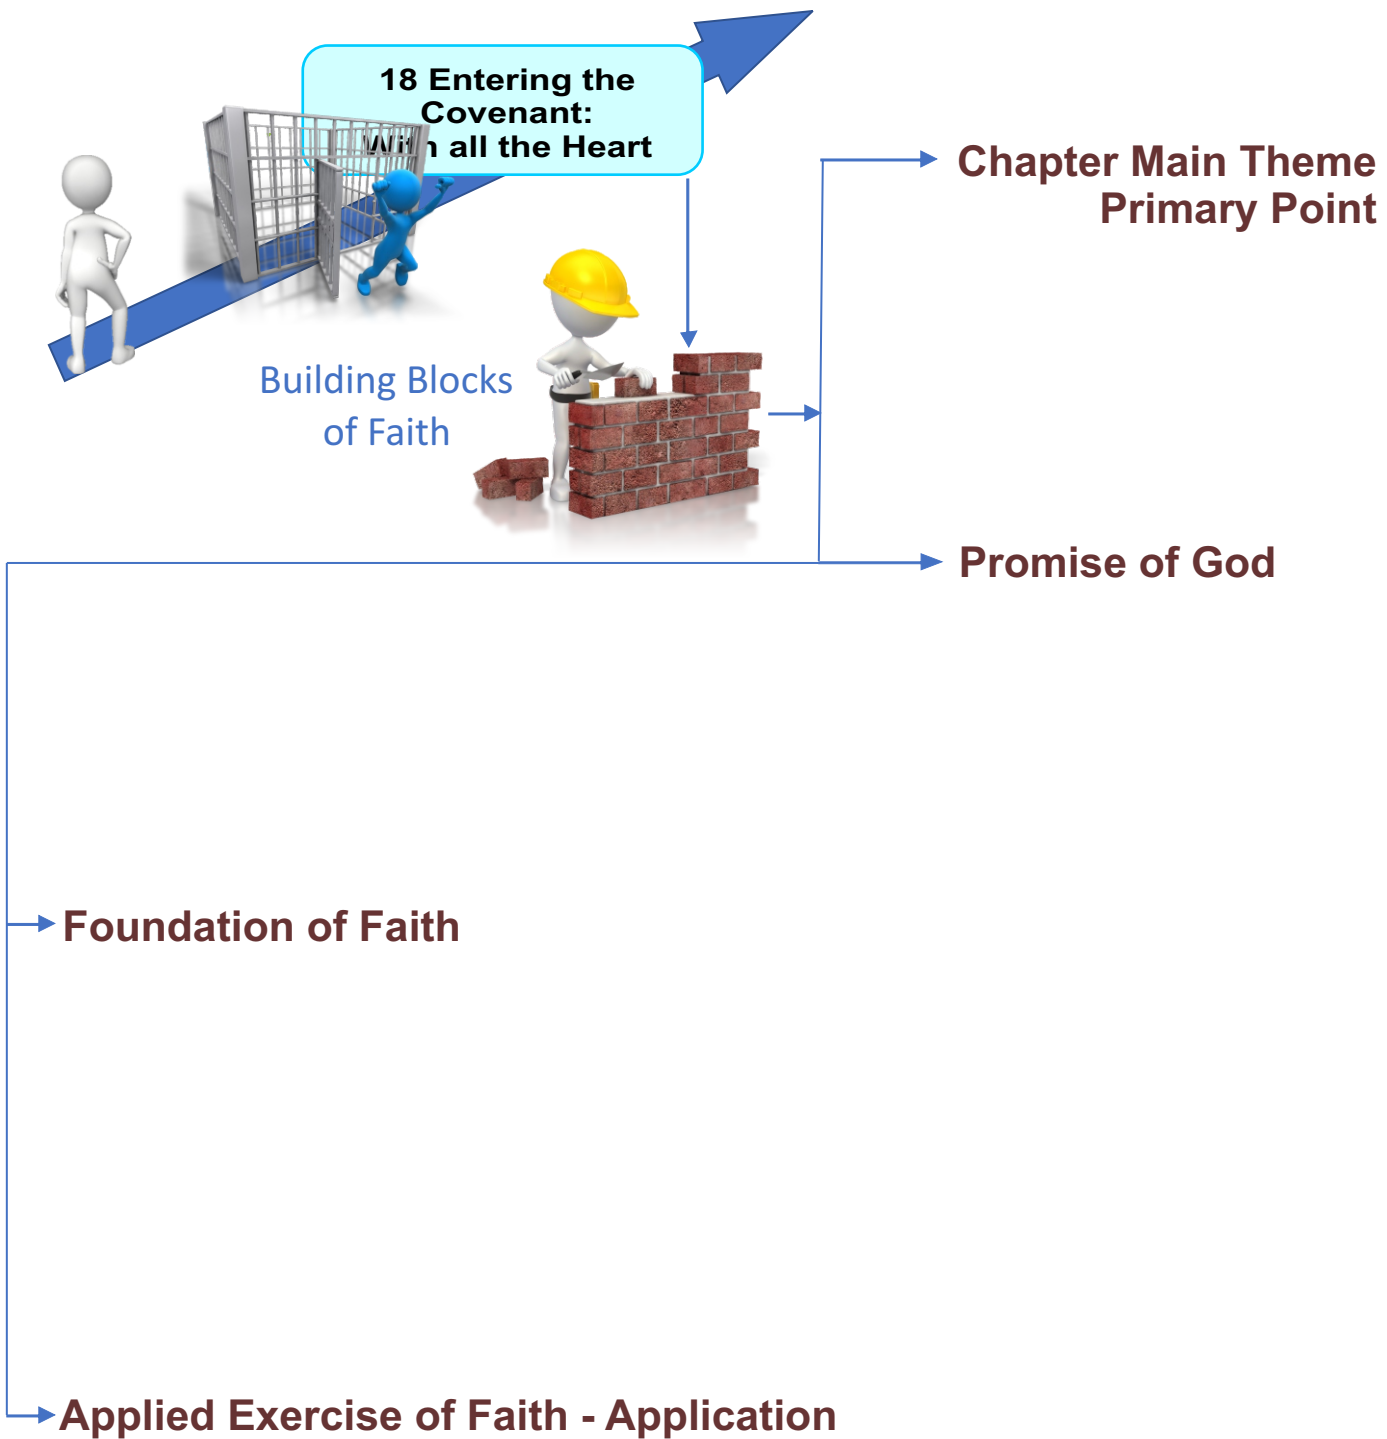 18 Entering the
Covenant:
With all the Heart
Chapter Main Theme
Primary Point
Building Blocks
of Faith
Promise of God
Foundation of Faith
Applied Exercise of Faith - Application